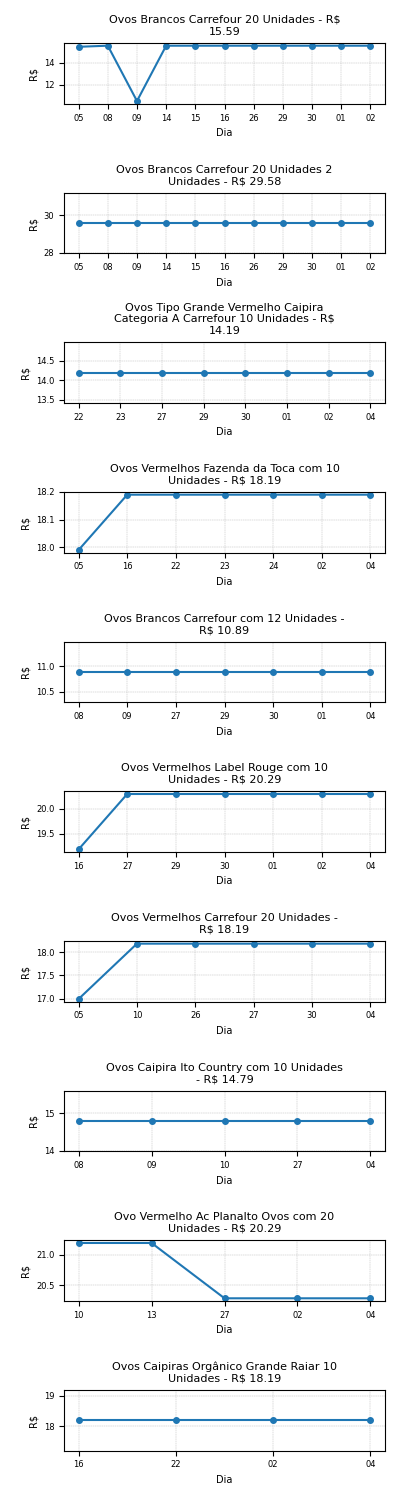 Ovos Brancos Carrefour 20 Unidades - R$
15.59
14
12
R$
05 08 09 14 15 16 26 29 30 01 02
Dia
Ovos Brancos Carrefour 20 Unidades 2
Unidades - R$ 29.58
30
28
R$
05 08 09 14 15 16 26 29 30 01 02
Dia
Ovos Tipo Grande Vermelho Caipira
Categoria A Carrefour 10 Unidades - R$
14.19
14.5
14.0
13.5
R$
22 23 27 29 30 01 02 04
Dia
Ovos Vermelhos Fazenda da Toca com 10
Unidades - R$ 18.19
18.2
18.1
18.0
R$
05 16 22 23 24 02 04
Dia
Ovos Brancos Carrefour com 12 Unidades -
R$ 10.89
11.0
10.5
R$
08 09 27 29 30 01 04
Dia
Ovos Vermelhos Label Rouge com 10
Unidades - R$ 20.29
20.0
19.5
R$
16 27 29 30 01 02 04
Dia
Ovos Vermelhos Carrefour 20 Unidades -
R$ 18.19
18.0
17.5
17.0
R$
05 10 26 27 30 04
Dia
Ovos Caipira Ito Country com 10 Unidades
- R$ 14.79
15
14
R$
08 09 10 27 04
Dia
Ovo Vermelho Ac Planalto Ovos com 20
Unidades - R$ 20.29
21.0
20.5
R$
10 13 27 02 04
Dia
Ovos Caipiras Orgânico Grande Raiar 10
Unidades - R$ 18.19
19
18
R$
16 22 02 04
Dia